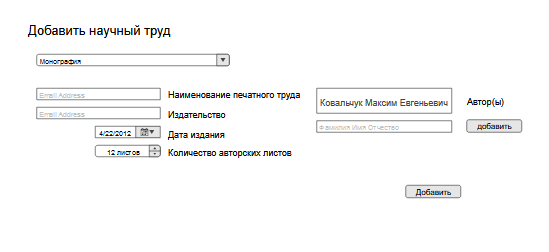 Добавить научный труд
Монография
Email Address
Наименование печатного труда
Ковальчук Максим Евгеньевич
Автор(ы)
Email Address
Издательство
Фамилия Имя Отчество
добавить
4/22/2012
Дата издания
12 листов
Количество авторских листов
Добавить